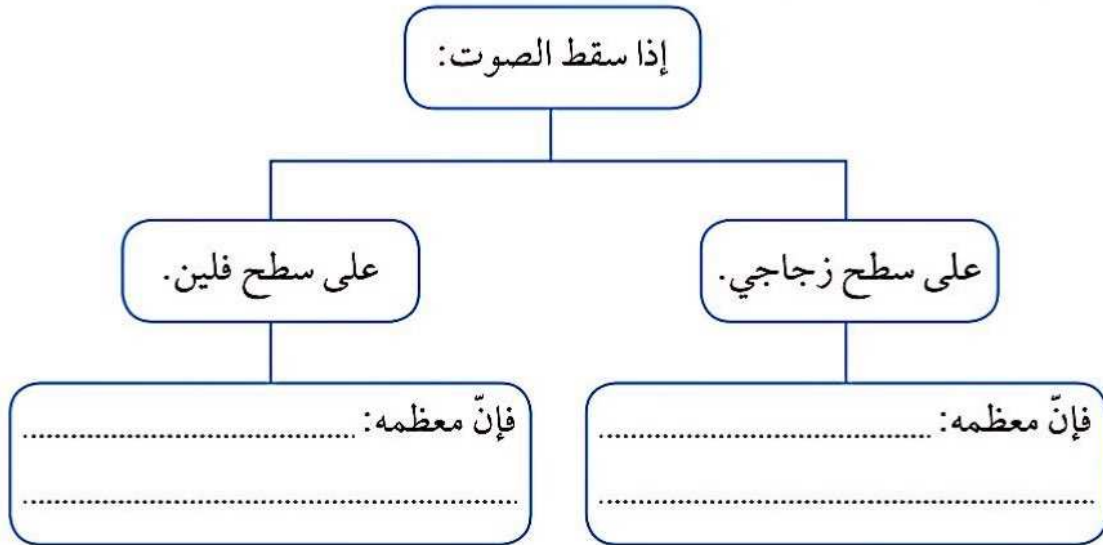 إذا سقط الصوت:
على سطح زجاجي.
على سطح فلين.
فإنّ معظمه: ................................
................................................
فإنّ معظمه: ................................
................................................